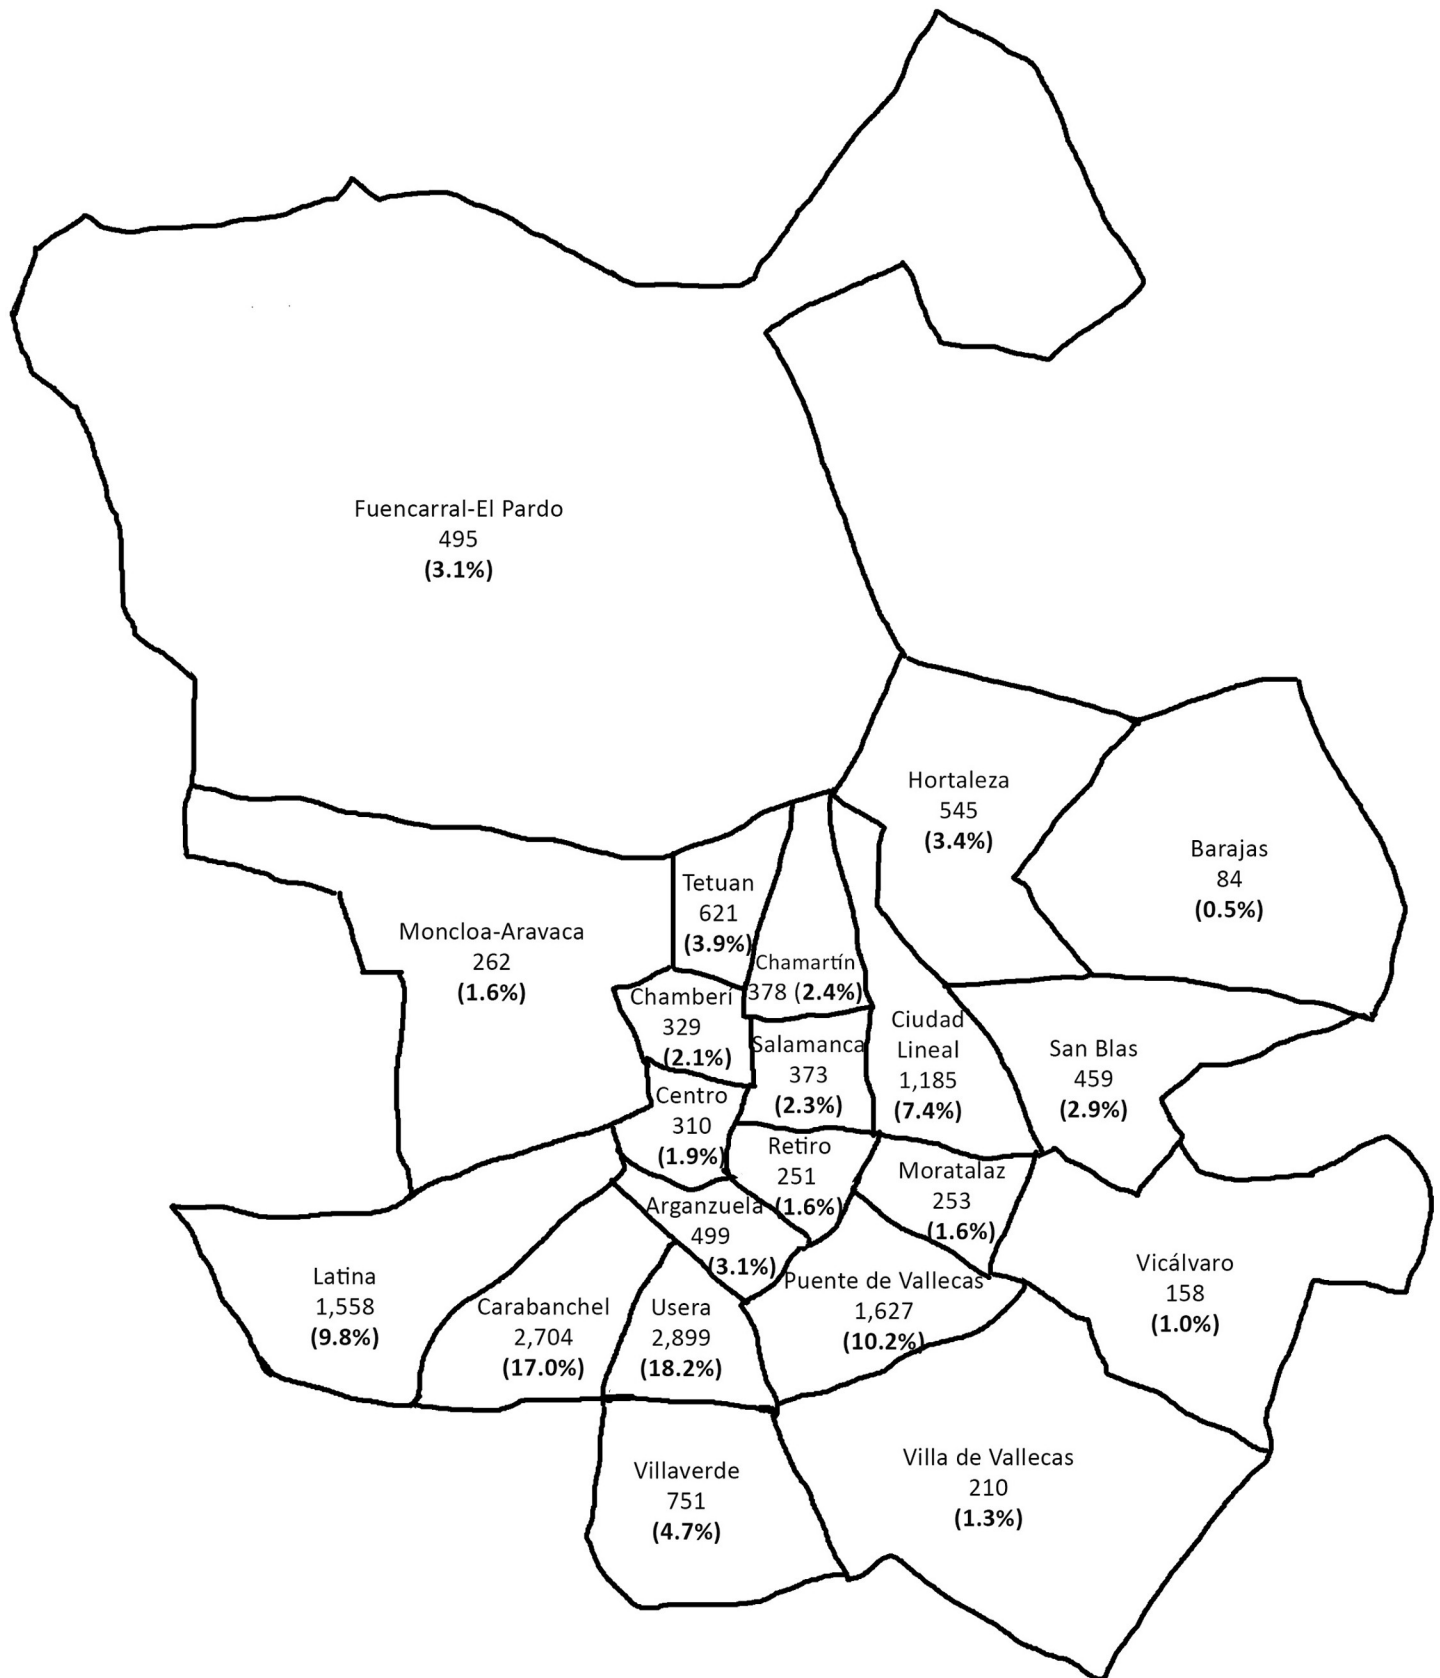 Fuencarral-El Pardo
495
(3.1%)
Hortaleza
545
(3.4%)
Barajas
84
(0.5%)
Tetuan
621
(3.9%)
Moncloa-Aravaca
262
(1.6%)
Chamartín
378 (2.4%)
Chamberí
329
(2.1%)
Ciudad
Lineal
1,185
(7.4%)
Salamanca
373
(2.3%)
San Blas
459
(2.9%)
Centro
310
(1.9%)
Retiro
251
(1.6%)
Moratalaz
253
(1.6%)
Arganzuela
499
(3.1%)
Vicálvaro
158
(1.0%)
Latina
1,558
(9.8%)
Carabanchel
2,704
(17.0%)
Usera
2,899
(18.2%)
Puente de Vallecas
1,627
(10.2%)
Villaverde
751
(4.7%)
Villa de Vallecas
210
(1.3%)